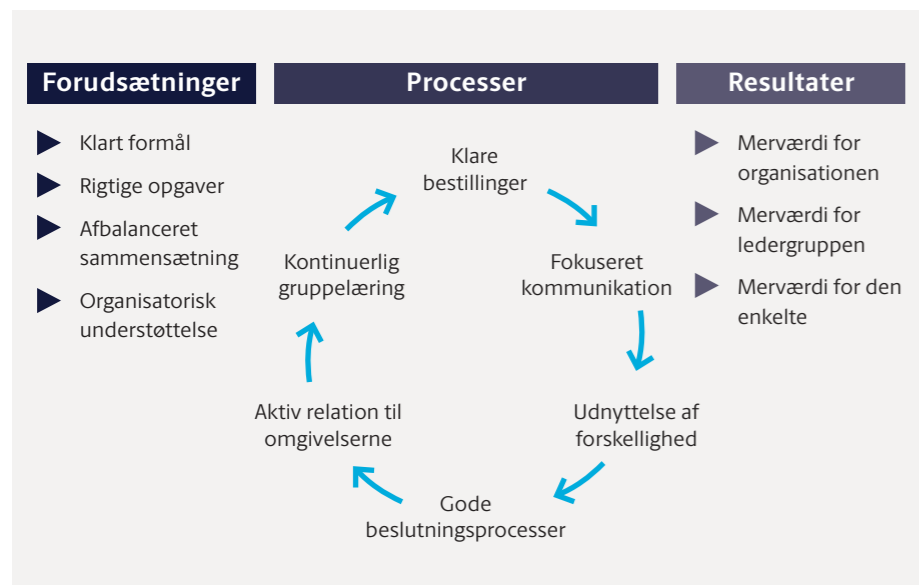 Forudsætninger
Klart formål
Rigtige opgaver
Afbalanceret
sammensætning
Organisatorisk
understøttelse
Processer
Klare
bestillinger
Fokuseret
kommunikation
Udnyttelse af
forskellighed
Gode
beslutningsprocesser
Aktiv relation til
omgivelserne
Kontinuerlig
gruppelæring
Resultater
Merværdi for
organisationen
Merværdi for
ledergruppen
Merværdi for den
enkelte